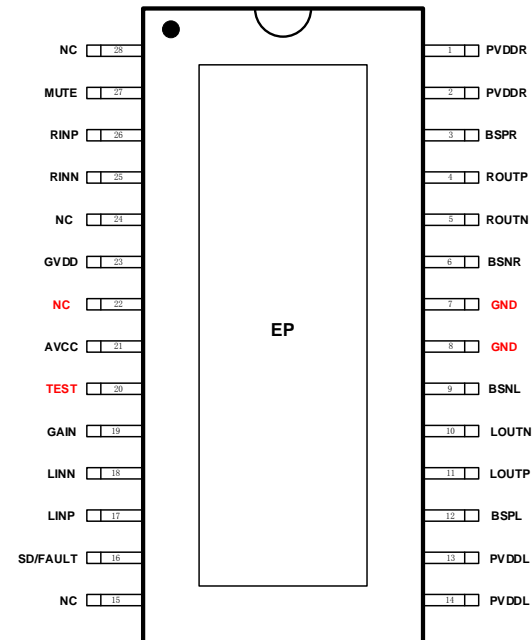 NC 28 1 PVDDR
MUTE 27 2 PVDDR
RINP 26 3 BSPR
RINN 25 4 ROUTP
NC 24 5 ROUTN
GVDD 23 6 BSNR
NC 22 7 GND
EP
AVCC 21 8 GND
TEST 20 9 BSNL
GAIN 19 10 LOUTN
LINN 18 11 LOUTP
LINP 17 12 BSPL
SD/FAULT 16 13 PVDDL
NC 15 14 PVDDL